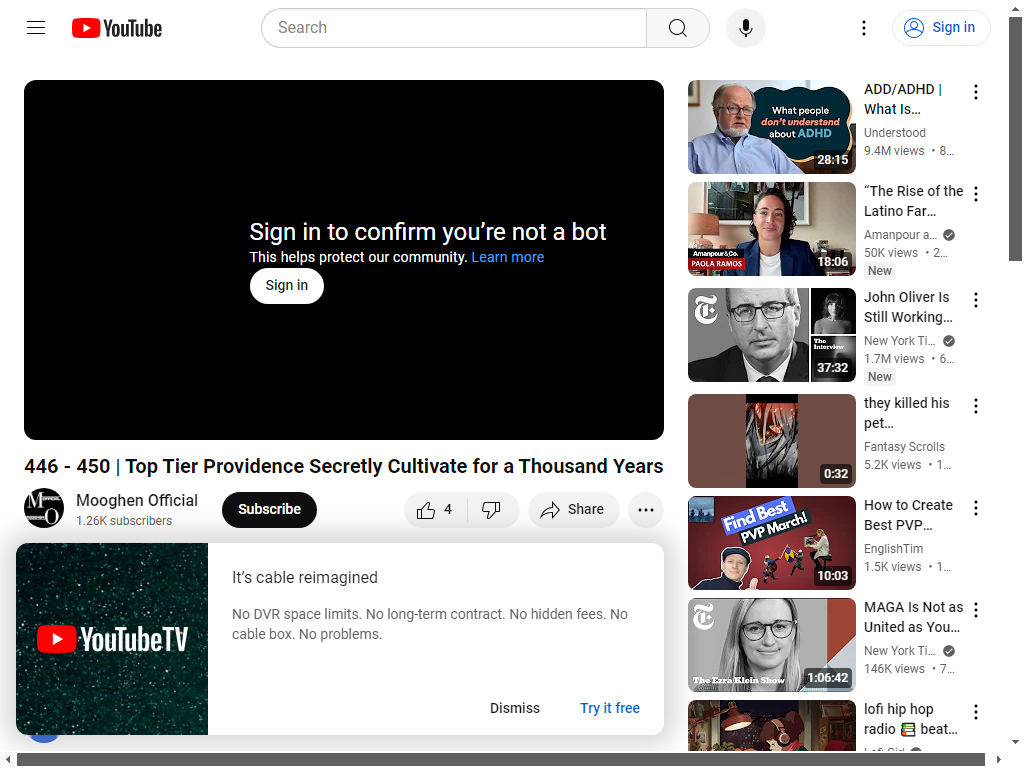 YouTube
Search
Sign in
Sign in to confirm you're not a bot
This helps protect our community. Learn more
Sign in
446 - 450 | Top Tier Providence Secretly Cultivate for a Thousand Years
Mooghen Official
1.26K subscribers
Subscribe
4
Share
YouTubeTV
It's cable reimagined
No DVR space limits. No long-term contract. No hidden fees. No
cable box. No problems.
Dismiss
Try it free
What people
don't understand
about ADHD
28:15
ADD/ADHD |
What Is…
Understood
9.4M views • 8…
Amanpour&Co.
PAOLA RAMOS
18:06
“The Rise of the
Latino Far…
Amanpour a…
50K views • 2…
New
The
Interview
37:32
John Oliver Is
Still Working…
New York Ti…
1.7M views • 6…
New
0:32
they killed his
pet…
Fantasy Scrolls
5.2K views • 1…
Find Best
PVP March!
10:03
How to Create
Best PVP…
EnglishTim
1.5K views • 1…
The Ezra Klein Show
1:06:42
MAGA Is Not as
United as You…
New York Ti…
146K views • 7…
lofi hip hop
radio 📚 beat…